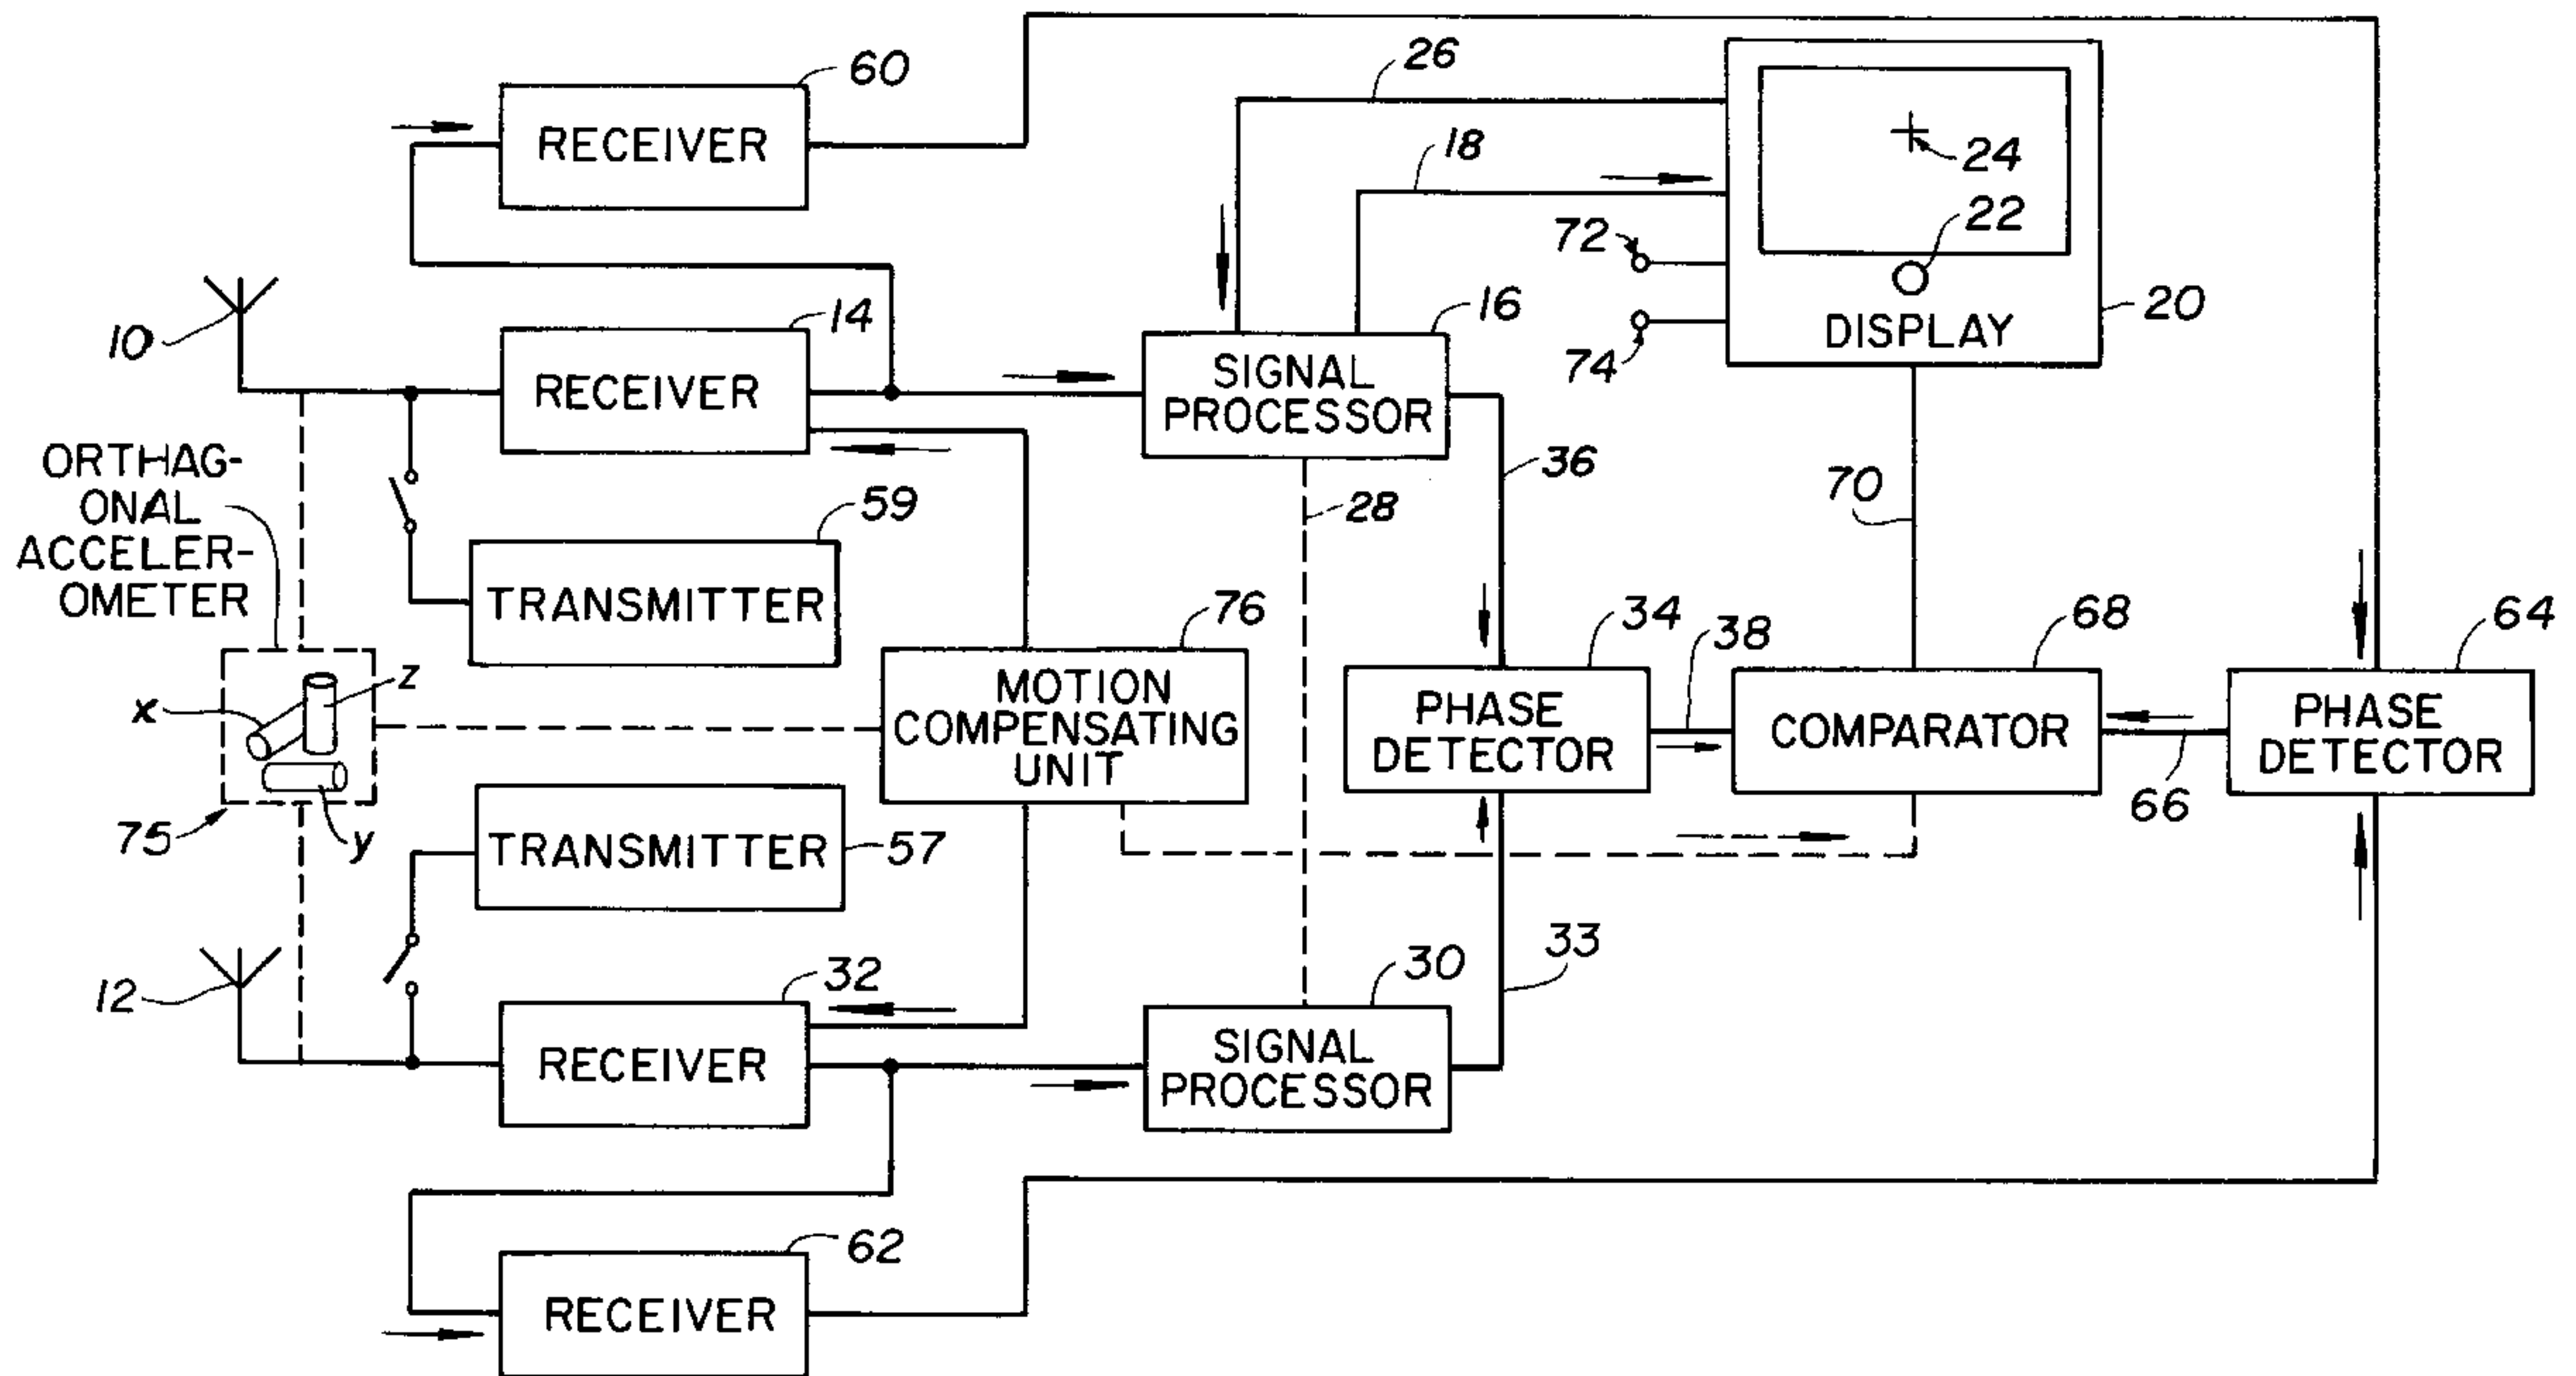 60
RECEIVER
26
18
24
22
72
74
DISPLAY
20
10
14
RECEIVER
16
SIGNAL
PROCESSOR
ORTHAG-
ONAL
ACCELER-
OMETER
59
TRANSMITTER
36
28
70
76
MOTION
COMPENSATING
UNIT
34
PHASE
DETECTOR
38
68
COMPARATOR
64
PHASE
DETECTOR
66
x
z
y
75
TRANSMITTER
57
12
32
RECEIVER
30
SIGNAL
PROCESSOR
33
62
RECEIVER